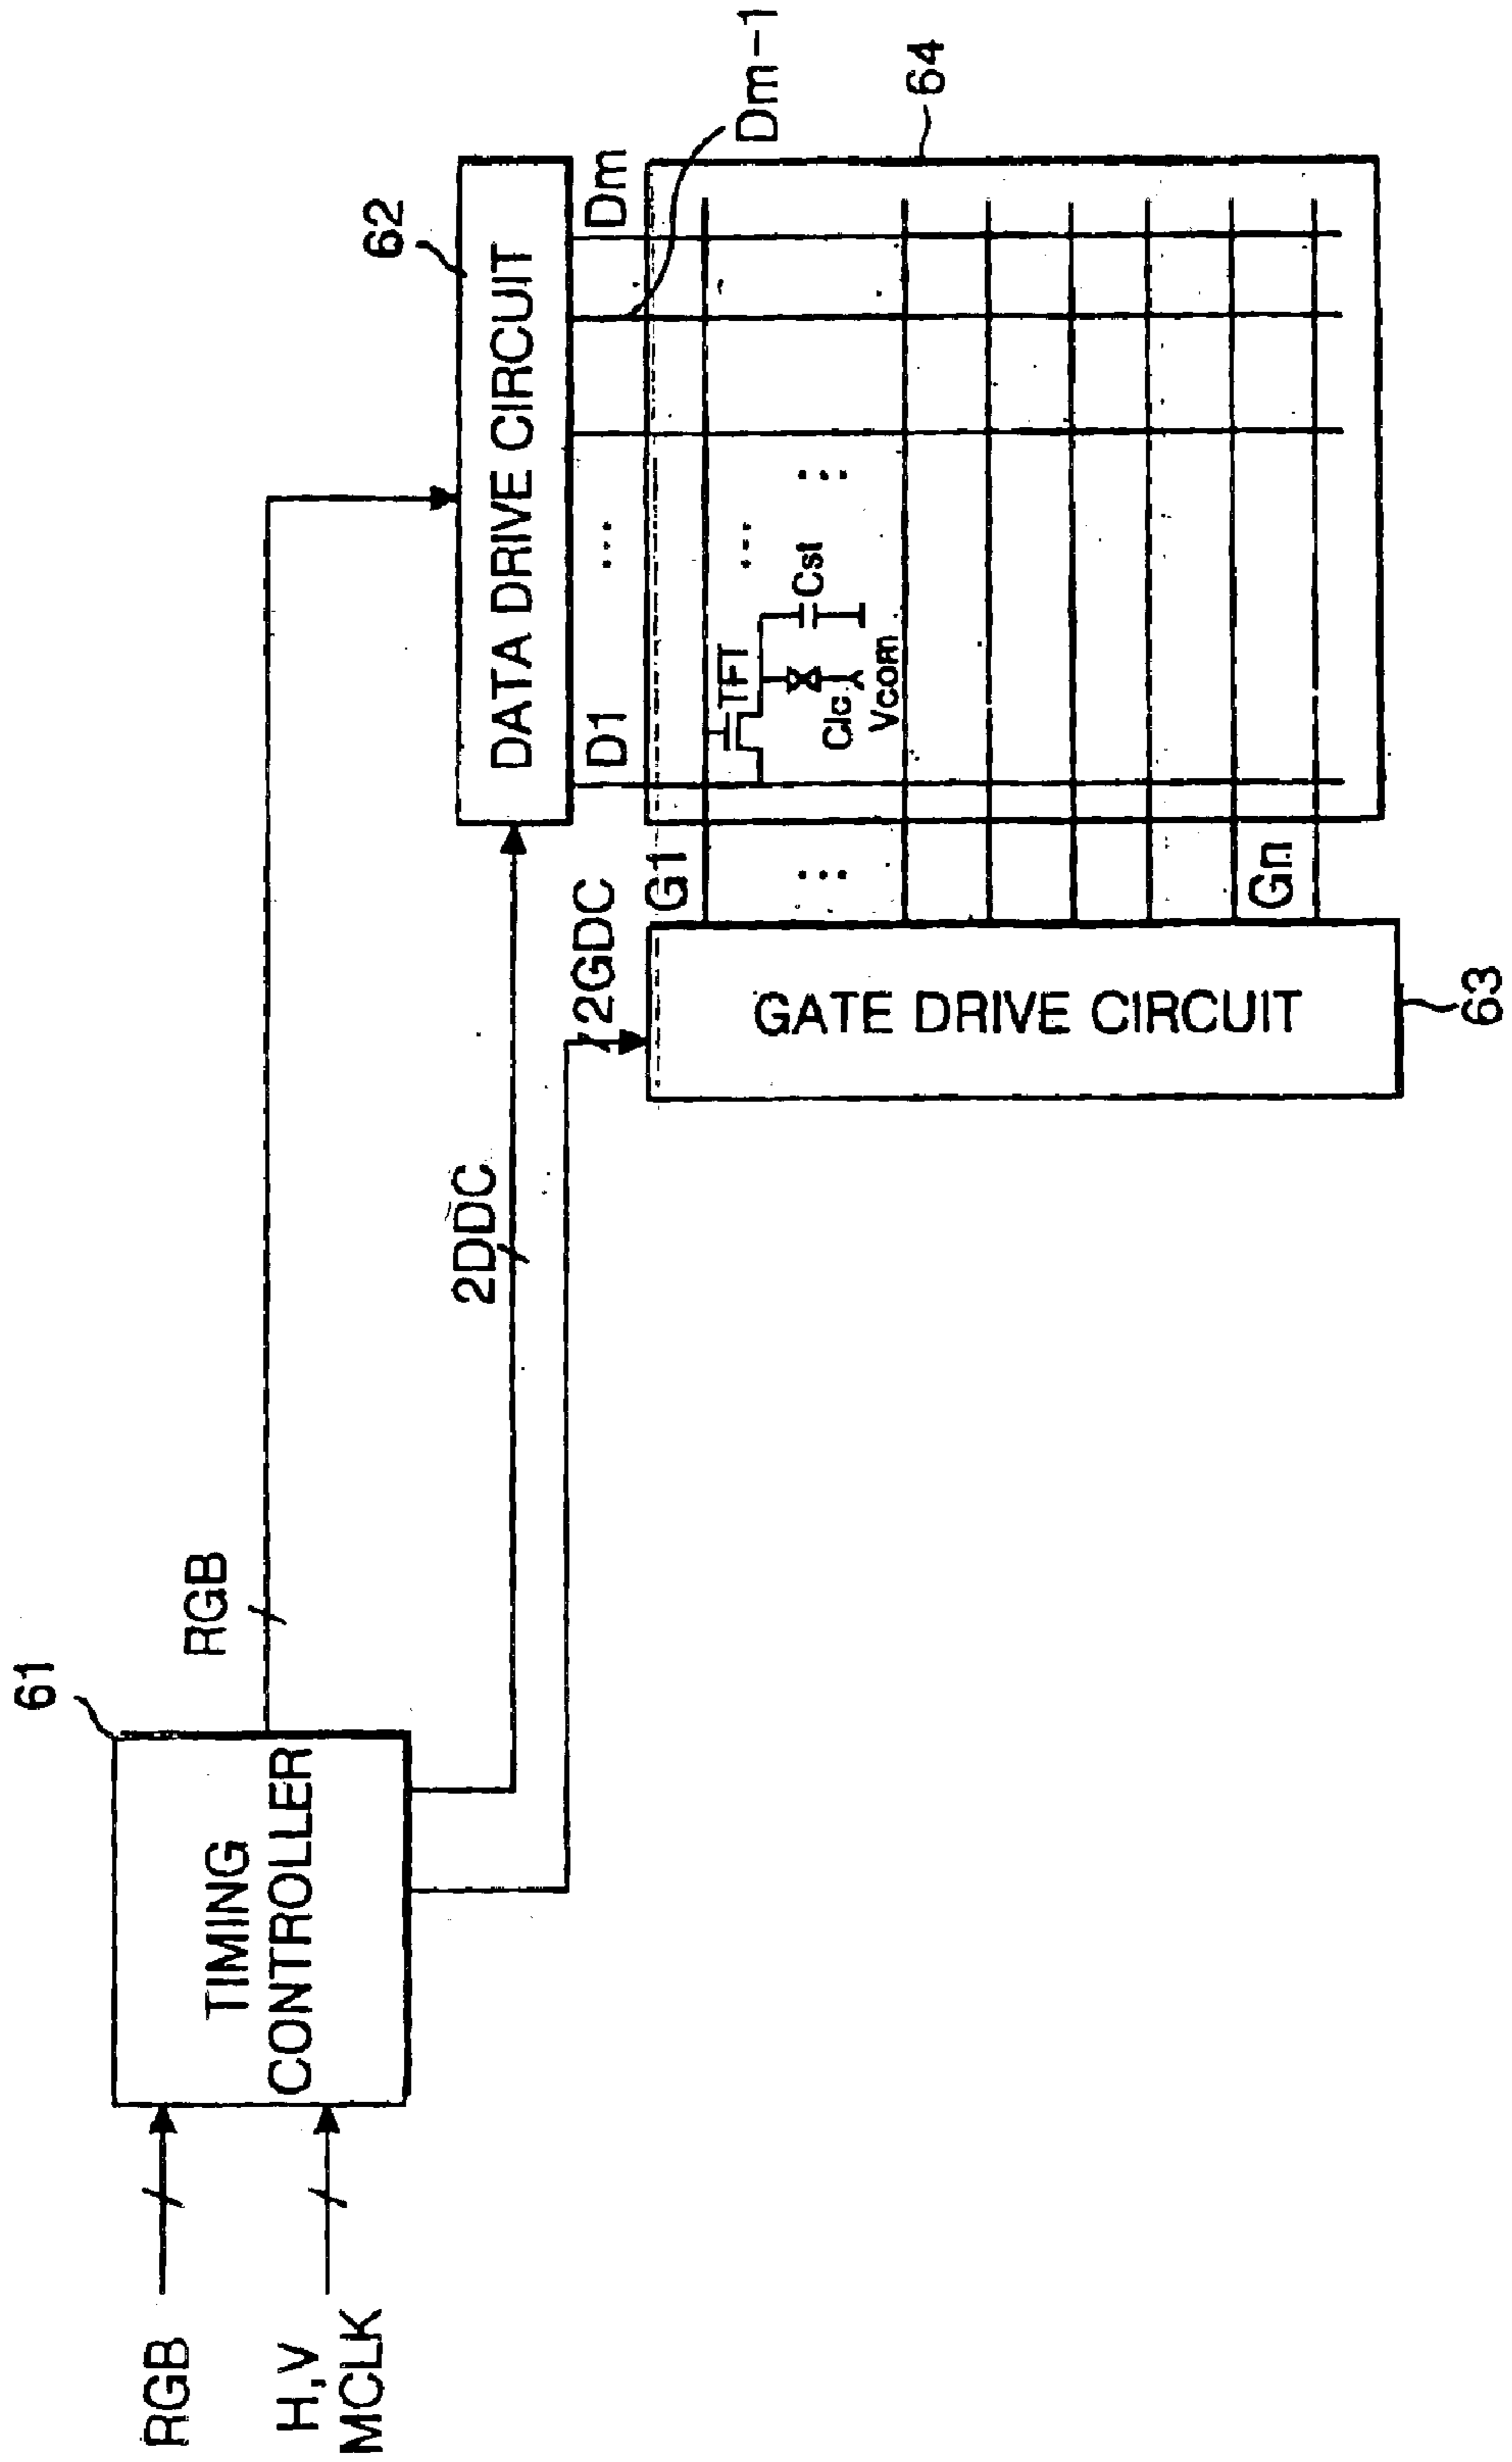 RGB
H,V
MCLK
61
TIMING
CONTROLLER
RGB
2DDC
2GDC
62
DATA DRIVE CIRCUIT
D1
...
Dm
Dm-1
63
GATE DRIVE CIRCUIT
G1
...
Gn
64
TFT
...
Clc
Cst
...
Vcom